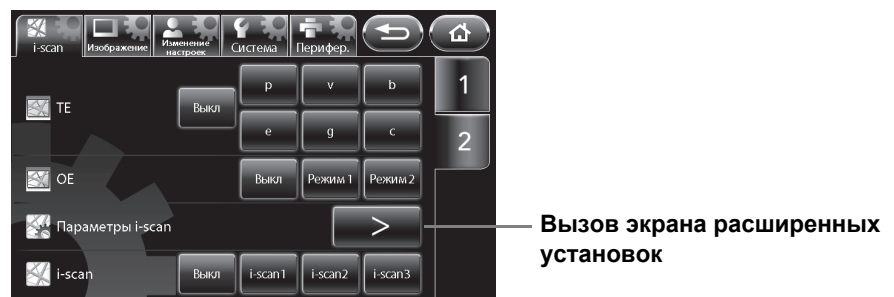 i-scan Изображение Изменение настроек Система Перифер.
1
2
TE Выкл p v b
e g c
OE Выкл Режим 1 Режим 2
Параметры i-scan >
Вызов экрана расширенных
установок
i-scan Выкл i-scan1 i-scan2 i-scan3